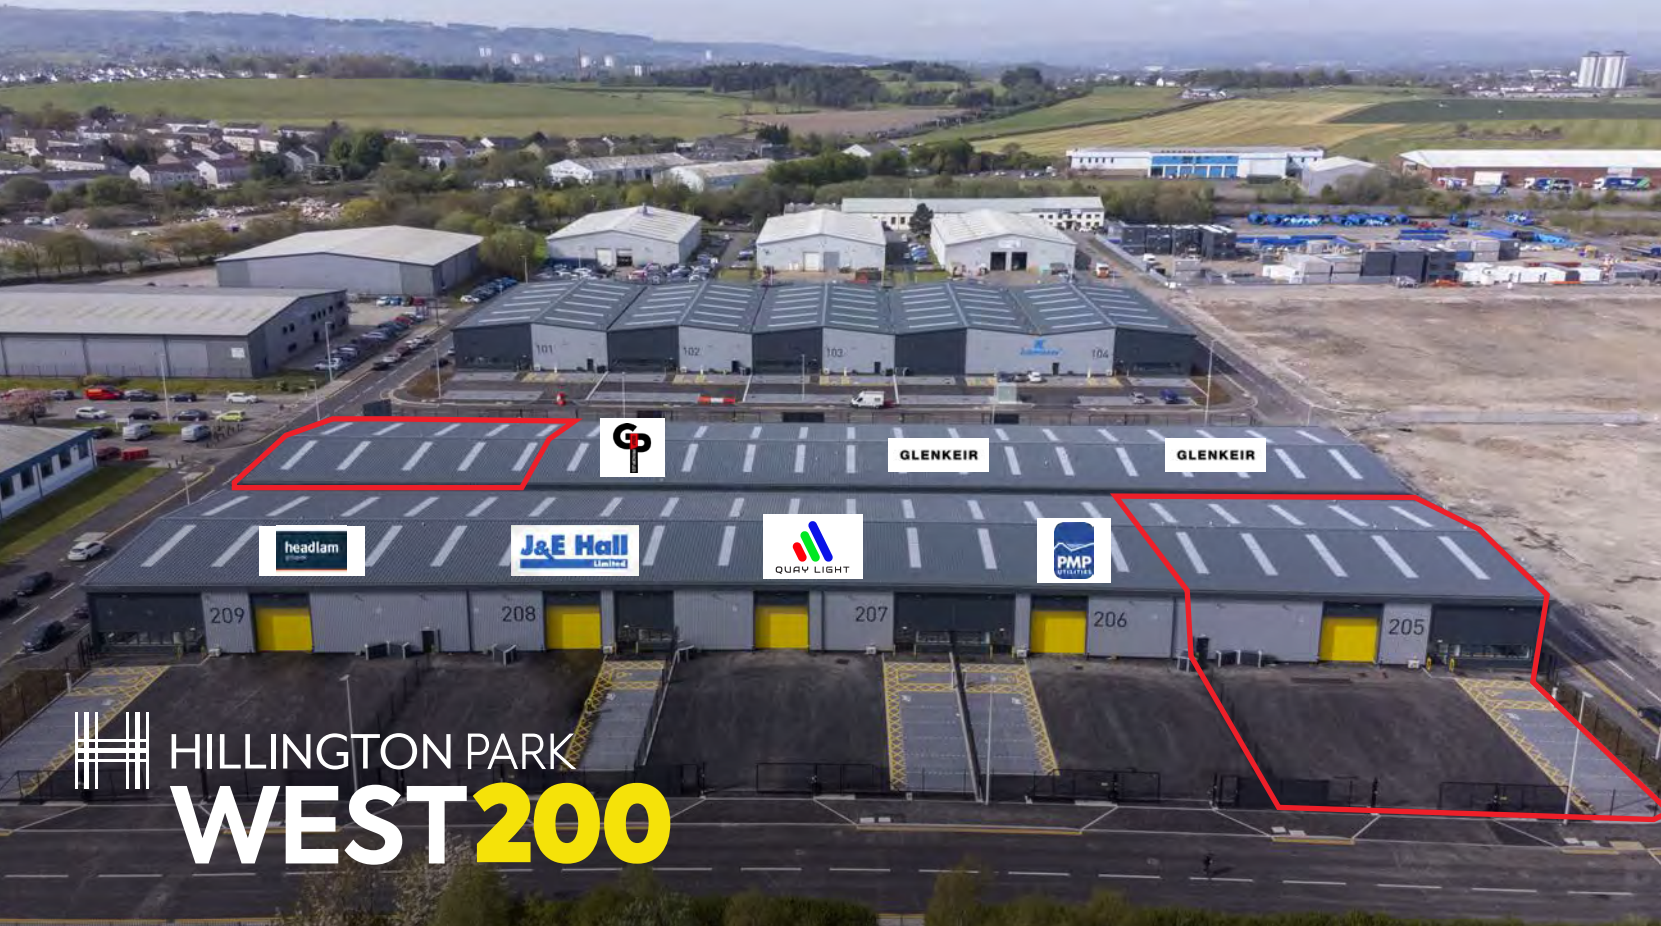 101
102
103
104
GP
GLENKEIR
GLENKEIR
headlam
J&E Hall
Limited
QUAY LIGHT
PMP
UTILITIES
209
208
207
206
205
HILLINGTON PARK
WEST200